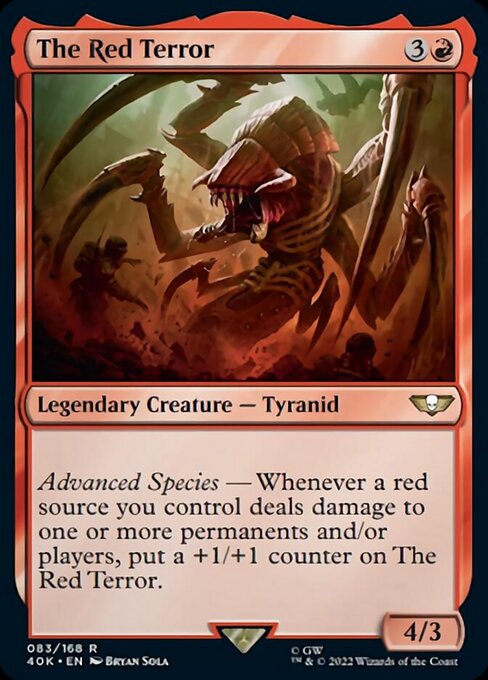 The Red Terror 3
Legendary Creature — Tyranid
Advanced Species — Whenever a red
source you control deals damage to
one or more permanents and/or
players, put a +1/+1 counter on The
Red Terror.
4/3
083/168 R
40K • EN Bryan Sola
© GW
™ & © 2022 Wizards of the Coast